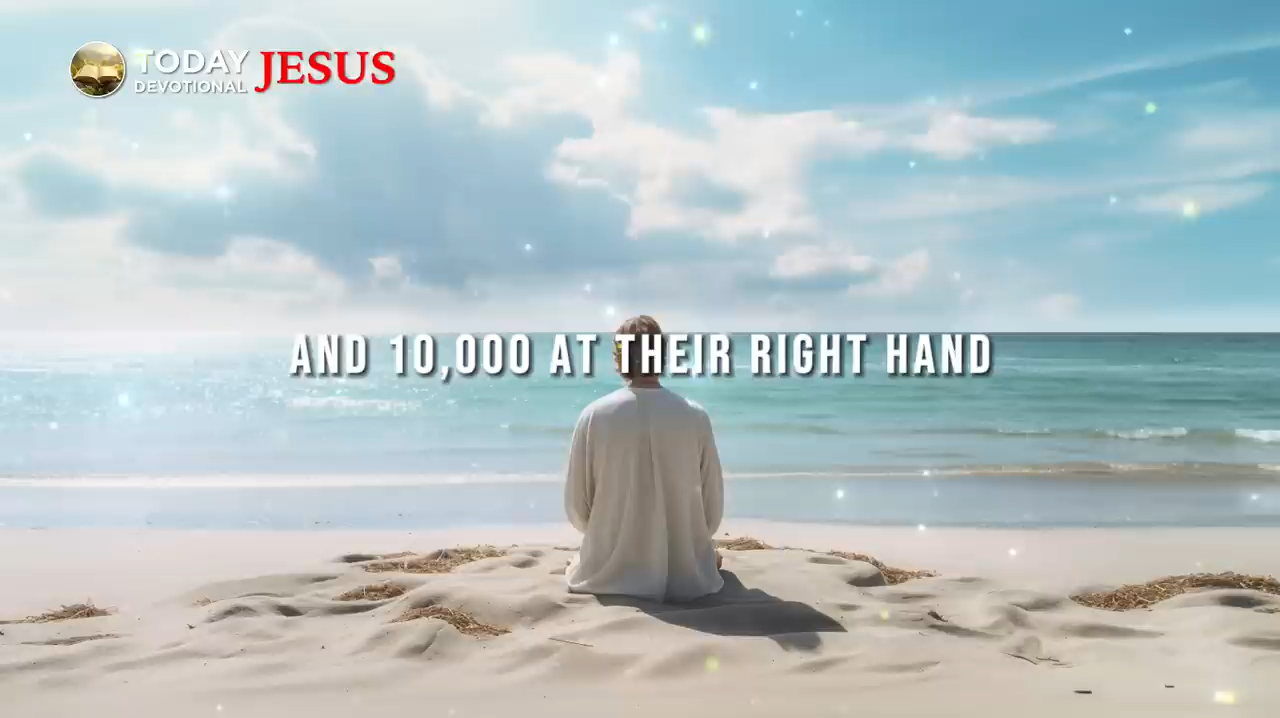 TODAY
DEVOTIONAL
JESUS
AND 10,000 AT THEIR RIGHT HAND